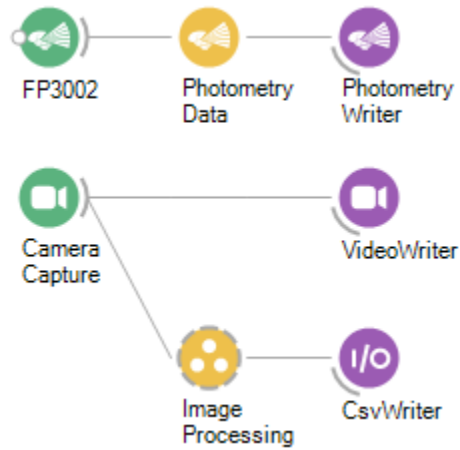 FP3002
Photometry
Data
Photometry
Writer
Camera
Capture
VideoWriter
I/O
Image
Processing
CsvWriter